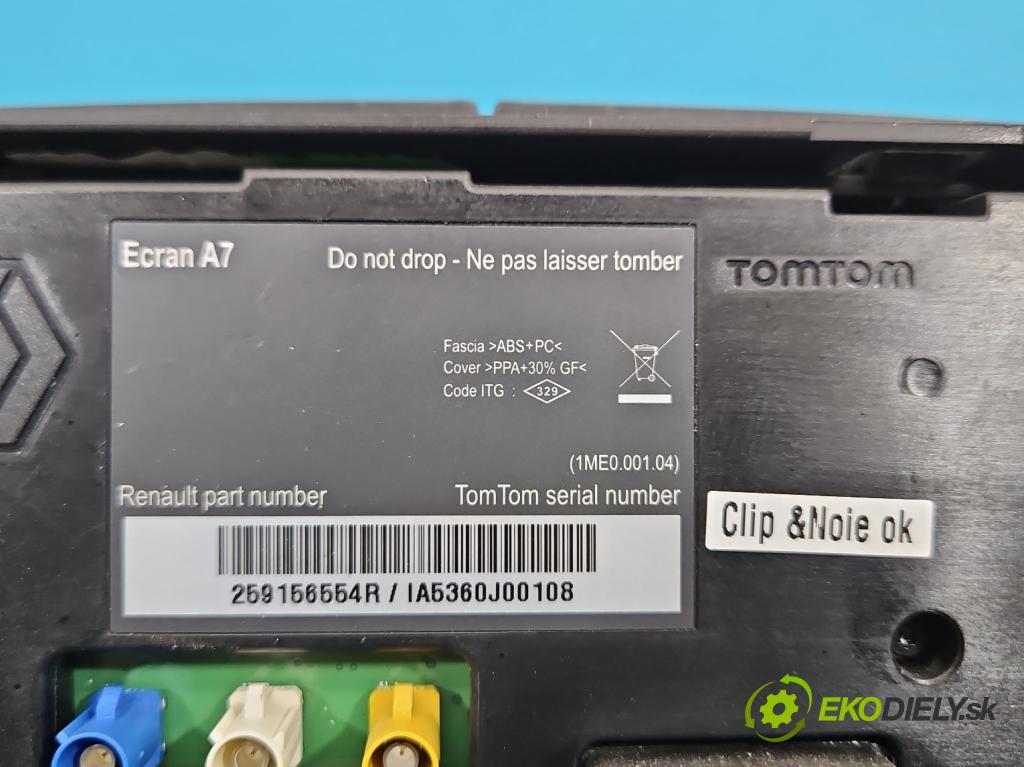 Ecran A7
Do not drop - Ne pas laisser tomber
TOMTOM
Fascia >ABS+PC<
Cover >PPA+30% GF<
Code ITG : 329
(1ME0.001.04)
Renault part number
TomTom serial number
Clip &Noie ok
259156554R / IA5360J00108
EKODIELY.sk